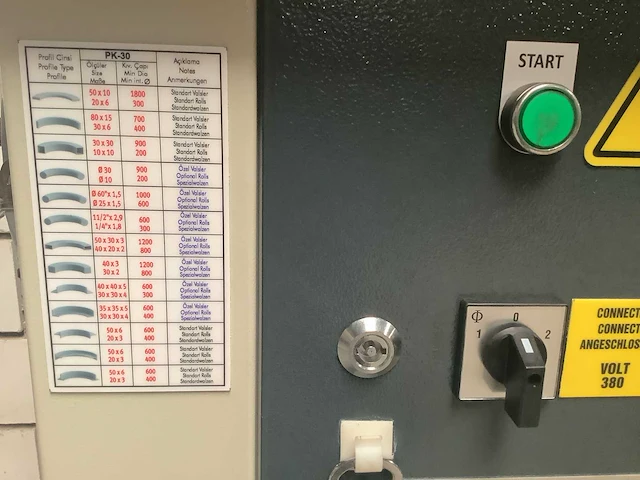 Profil Cinsi
Profile Type
Profile
PK-30
Ölçüler
Size
Maße
Kıv. Çapı
Min Dia
Min int. Ø
Açıklama
Notes
Anmerkungen
50 x 10 1800 Standart Valsler
20 x 6 300 Standart Rolls
Standardwalzen
80 x 15 700 Standart Valsler
30 x 6 400 Standart Rolls
Standardwalzen
30 x 30 900 Standart Valsler
10 x 10 200 Standart Rolls
Standardwalzen
Ø 30 900 Özel Valsler
Ø 10 200 Optional Rolls
Spezialwalzen
Ø 60"x 1,5 1000 Özel Valsler
Ø 25 x 1,5 600 Optional Rolls
Spezialwalzen
11/2"x 2,9 600 Özel Valsler
1/4"x 1,8 300 Optional Rolls
Spezialwalzen
50 x 30 x 3 1200 Özel Valsler
40 x 20 x 2 800 Optional Rolls
Spezialwalzen
40 x 3 1200 Özel Valsler
30 x 2 800 Optional Rolls
Spezialwalzen
40 x 40 x 5 600 Özel Valsler
30 x 30 x 4 300 Optional Rolls
Spezialwalzen
35 x 35 x 5 600 Özel Valsler
30 x 30 x 4 400 Optional Rolls
Spezialwalzen
50 x 6 600 Standart Valsler
20 x 3 400 Standart Rolls
Standardwalzen
50 x 6 600 Standart Valsler
20 x 3 400 Standart Rolls
Standardwalzen
50 x 6 600 Standart Valsler
20 x 3 400 Standart Rolls
Standardwalzen
START
0
1 2
CONNECT
CONNECT
ANGESCHLOS
VOLT
380